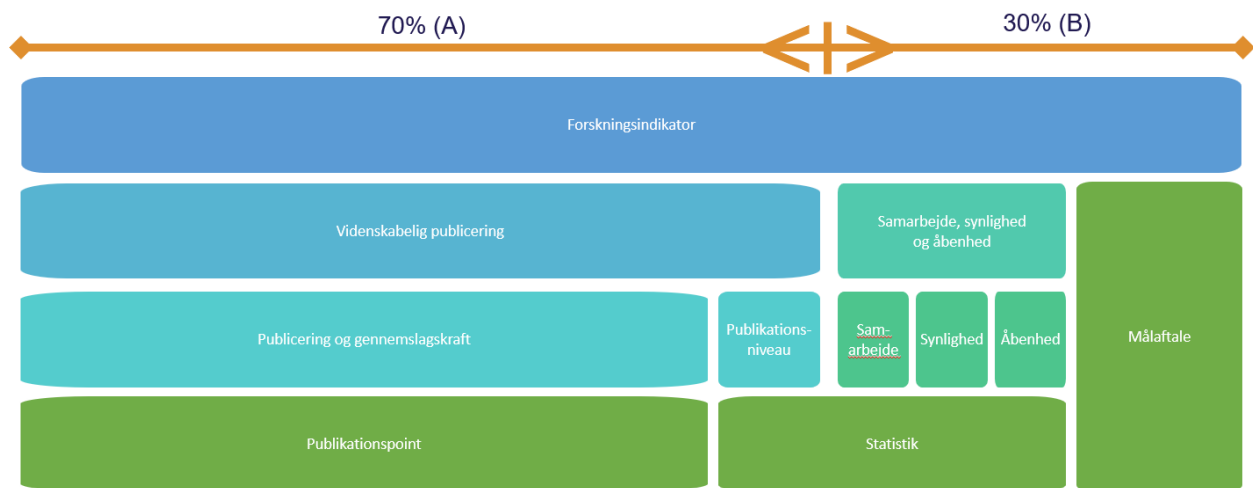 70% (A)
30% (B)
Forskningsindikator
Videnskabelig publicering
Samarbejde, synlighed
og åbenhed
Publicering og gennemslagskraft
Publikations-
niveau
Sam-
arbejde
Synlighed
Åbenhed
Målaftale
Publikationspoint
Statistik